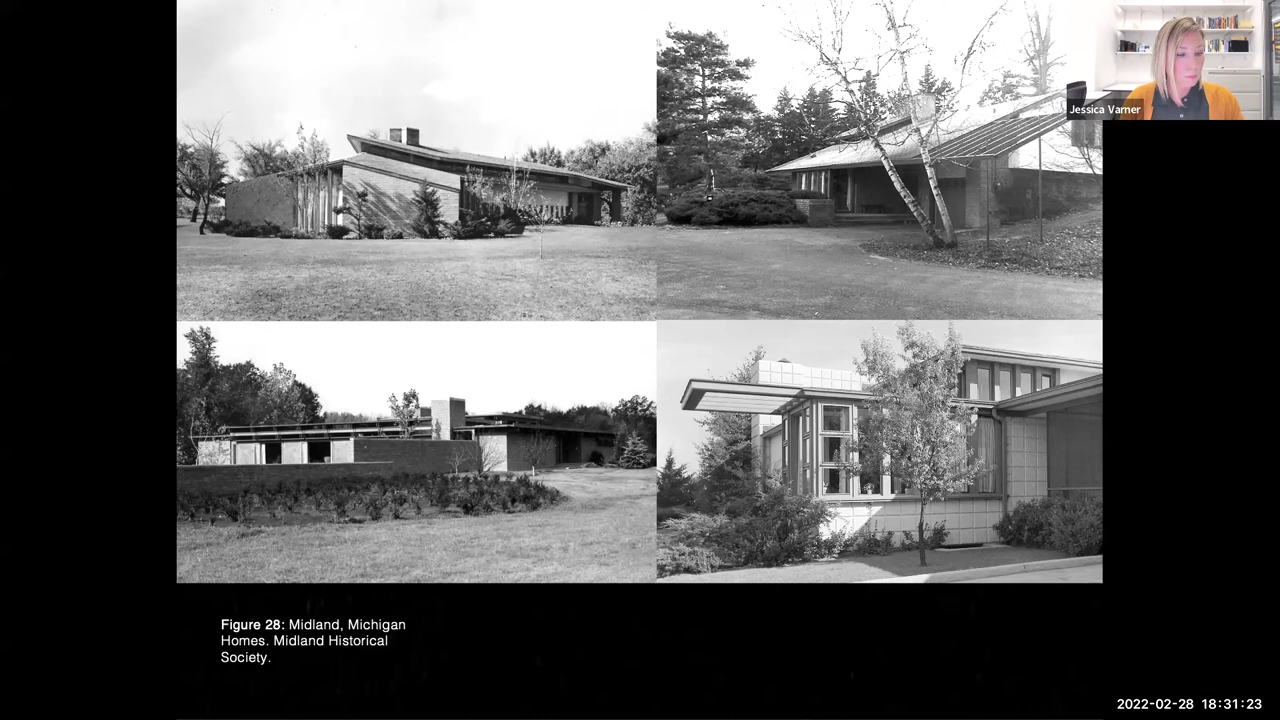 Jessica Varner
Figure 28: Midland, Michigan
Homes. Midland Historical
Society.
2022-02-28 18:31:23